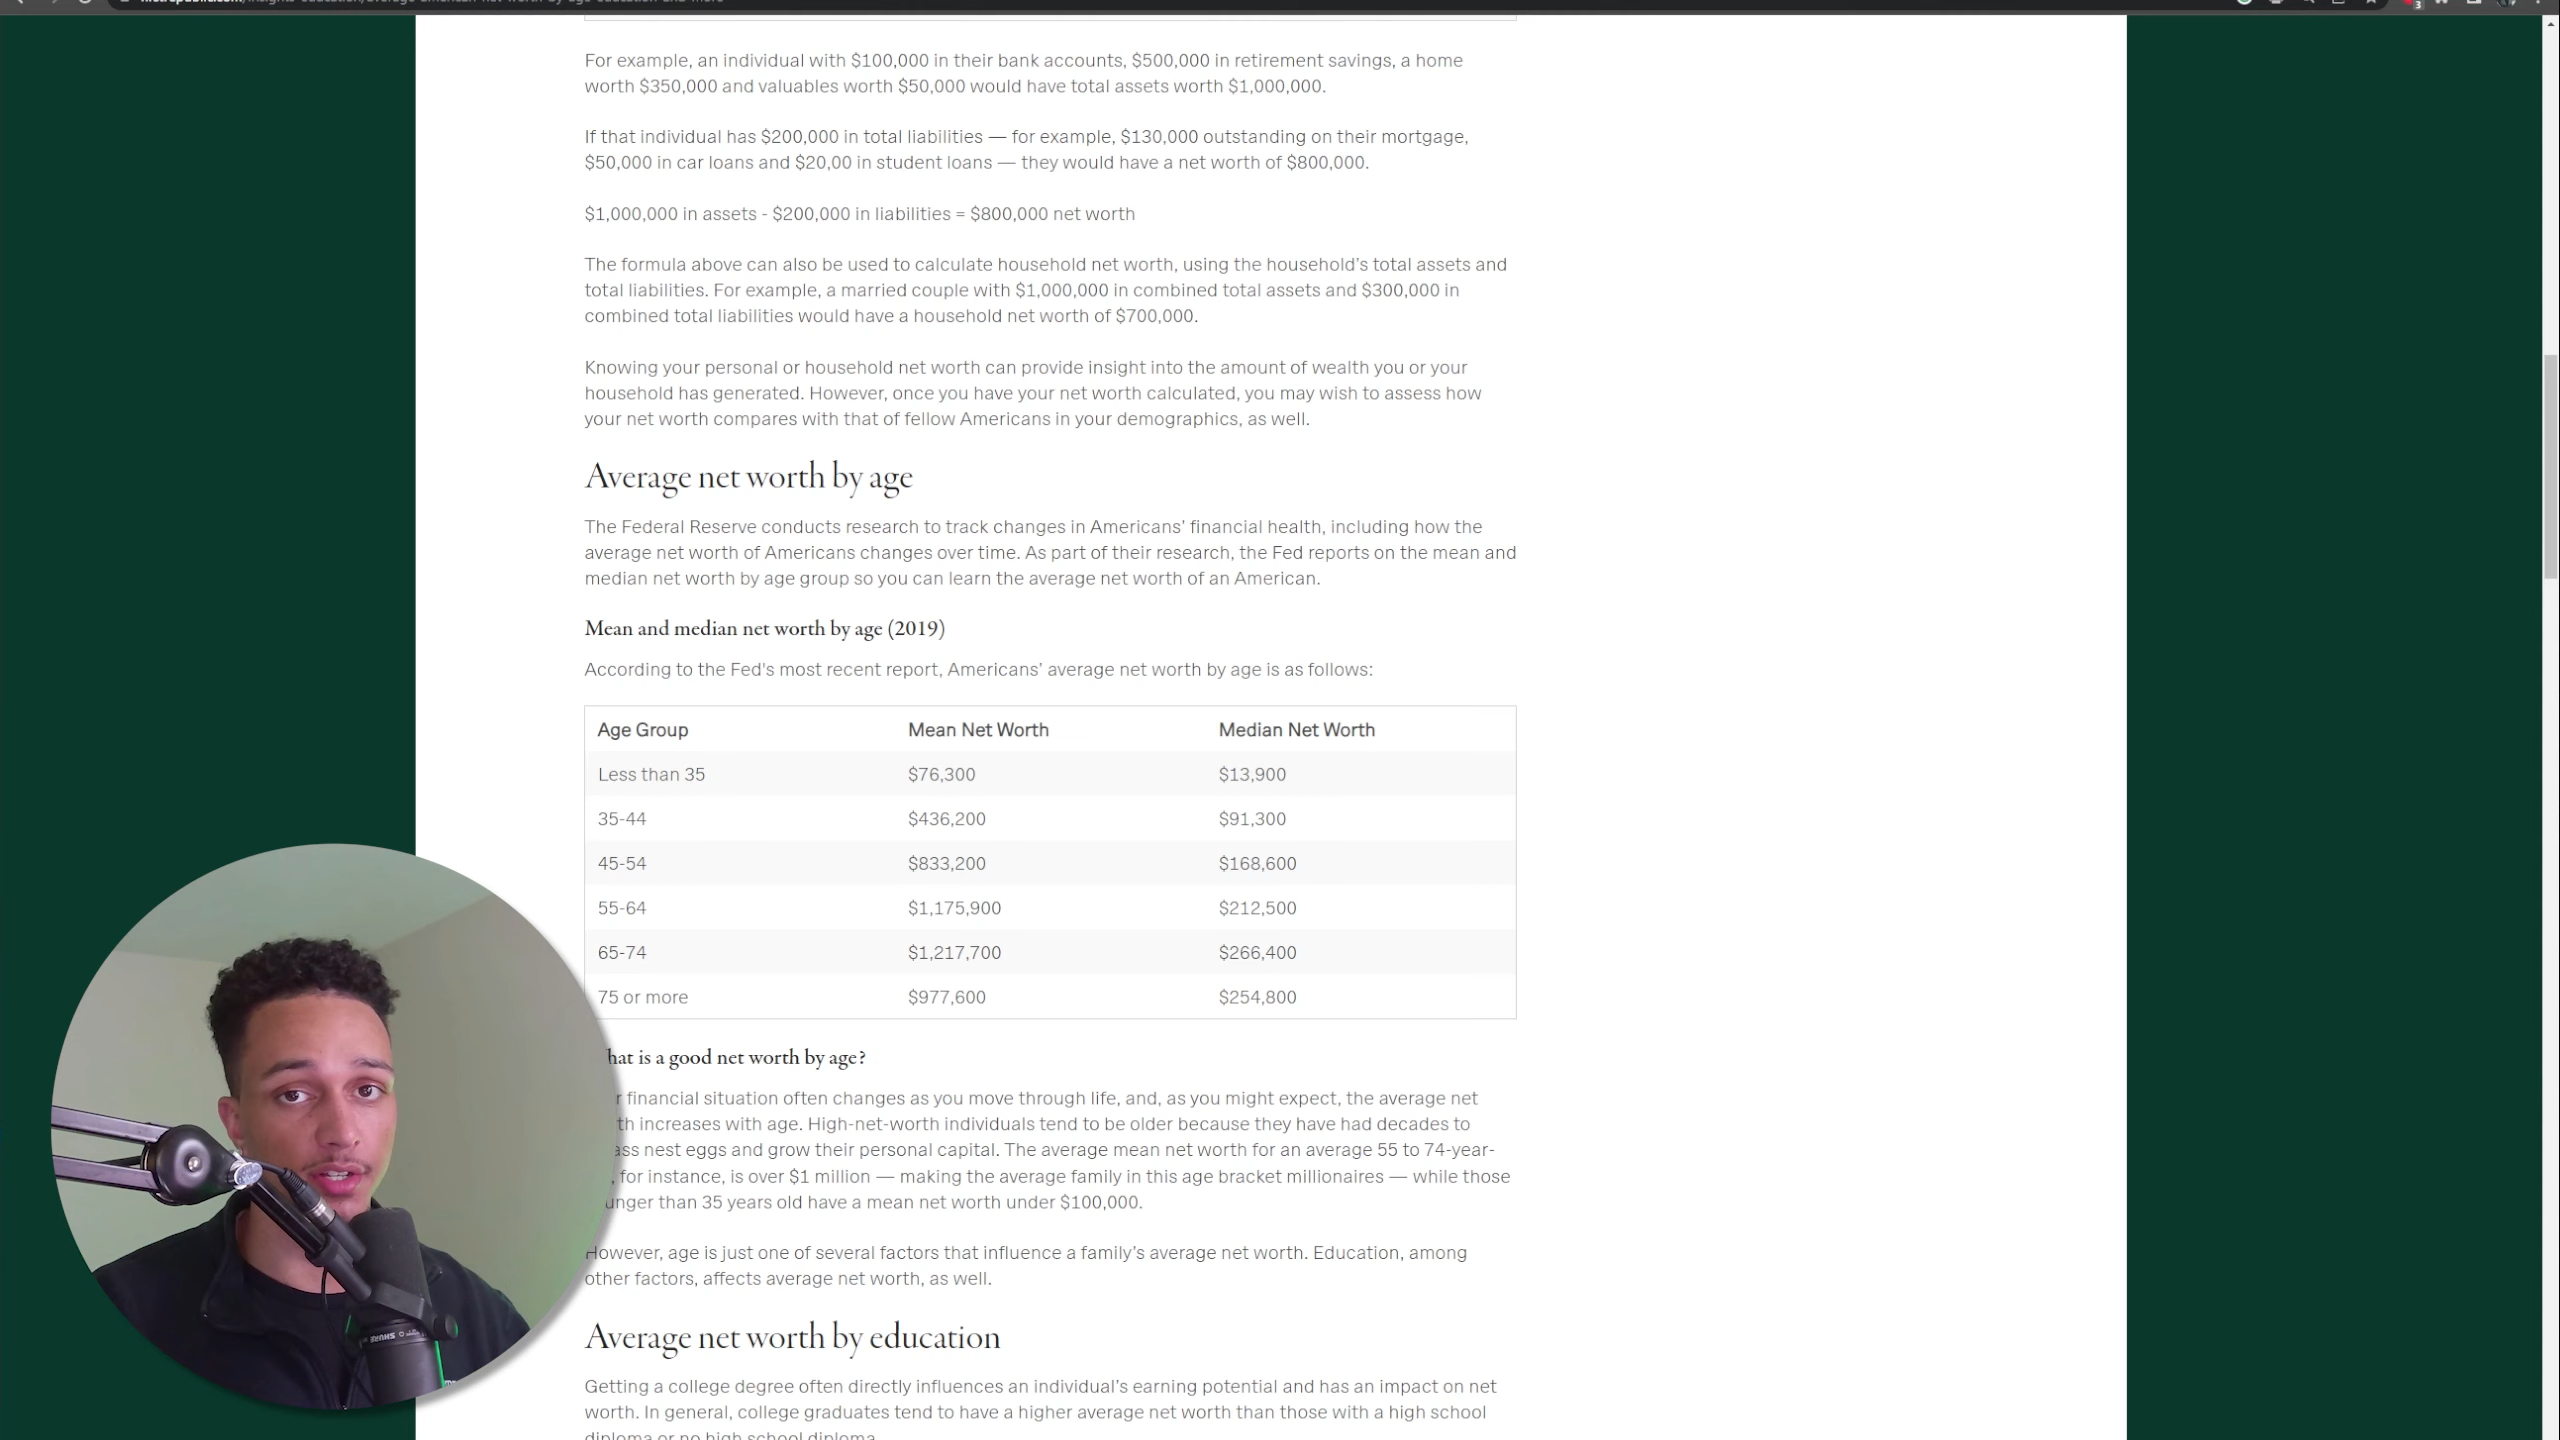 For example, an individual with $100,000 in their bank accounts, $500,000 in retirement savings, a home
worth $350,000 and valuables worth $50,000 would have total assets worth $1,000,000.
If that individual has $200,000 in total liabilities — for example, $130,000 outstanding on their mortgage,
$50,000 in car loans and $20,00 in student loans — they would have a net worth of $800,000.
$1,000,000 in assets - $200,000 in liabilities = $800,000 net worth
The formula above can also be used to calculate household net worth, using the household's total assets and
total liabilities. For example, a married couple with $1,000,000 in combined total assets and $300,000 in
combined total liabilities would have a household net worth of $700,000.
Knowing your personal or household net worth can provide insight into the amount of wealth you or your
household has generated. However, once you have your net worth calculated, you may wish to assess how
your net worth compares with that of fellow Americans in your demographics, as well.
Average net worth by age
The Federal Reserve conducts research to track changes in Americans' financial health, including how the
average net worth of Americans changes over time. As part of their research, the Fed reports on the mean and
median net worth by age group so you can learn the average net worth of an American.
Mean and median net worth by age (2019)
According to the Fed's most recent report, Americans' average net worth by age is as follows:
Age Group Mean Net Worth Median Net Worth
Less than 35 $76,300 $13,900
35-44 $436,200 $91,300
45-54 $833,200 $168,600
55-64 $1,175,900 $212,500
65-74 $1,217,700 $266,400
75 or more $977,600 $254,800
hat is a good net worth by age?
r financial situation often changes as you move through life, and, as you might expect, the average net
th increases with age. High-net-worth individuals tend to be older because they have had decades to
ass nest eggs and grow their personal capital. The average mean net worth for an average 55 to 74-year-
, for instance, is over $1 million — making the average family in this age bracket millionaires — while those
unger than 35 years old have a mean net worth under $100,000.
However, age is just one of several factors that influence a family's average net worth. Education, among
other factors, affects average net worth, as well.
Average net worth by education
Getting a college degree often directly influences an individual's earning potential and has an impact on net
worth. In general, college graduates tend to have a higher average net worth than those with a high school
diploma or no high school diploma.
SHURE
3